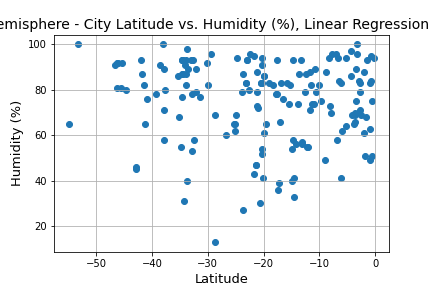 emisphere - City Latitude vs. Humidity (%), Linear Regression
100
80
60
40
20
Humidity (%)
−50 −40 −30 −20 −10 0
Latitude